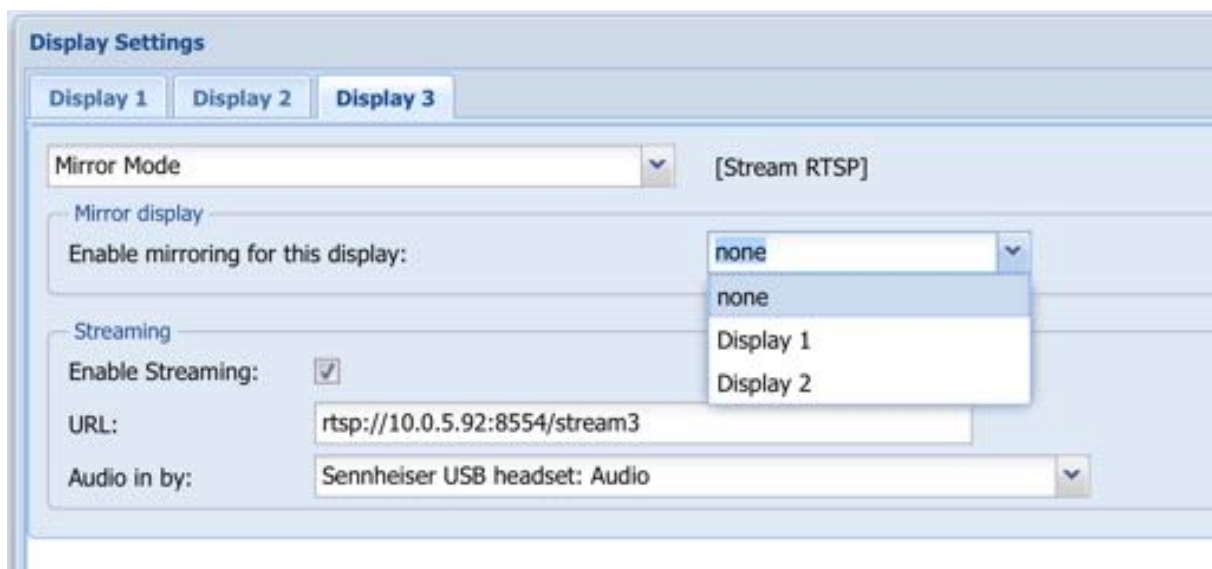 Display Settings
Display 1 Display 2 Display 3
Mirror Mode [Stream RTSP]
Mirror display
Enable mirroring for this display: none
none
Display 1
Display 2
Streaming
Enable Streaming:
URL: rtsp://10.0.5.92:8554/stream3
Audio in by: Sennheiser USB headset: Audio